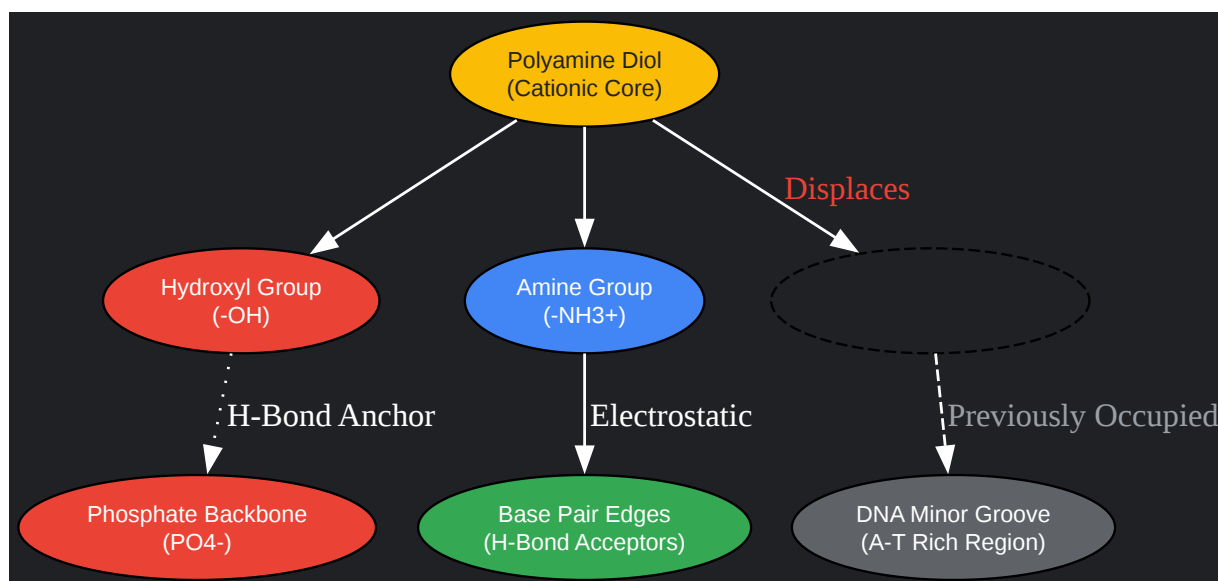 Polyamine Diol
(Cationic Core)
Displaces
Hydroxyl Group
(-OH)
Amine Group
(-NH3+)
H-Bond Anchor
Electrostatic
Previously Occupied
Phosphate Backbone
(PO4-)
Base Pair Edges
(H-Bond Acceptors)
DNA Minor Groove
(A-T Rich Region)